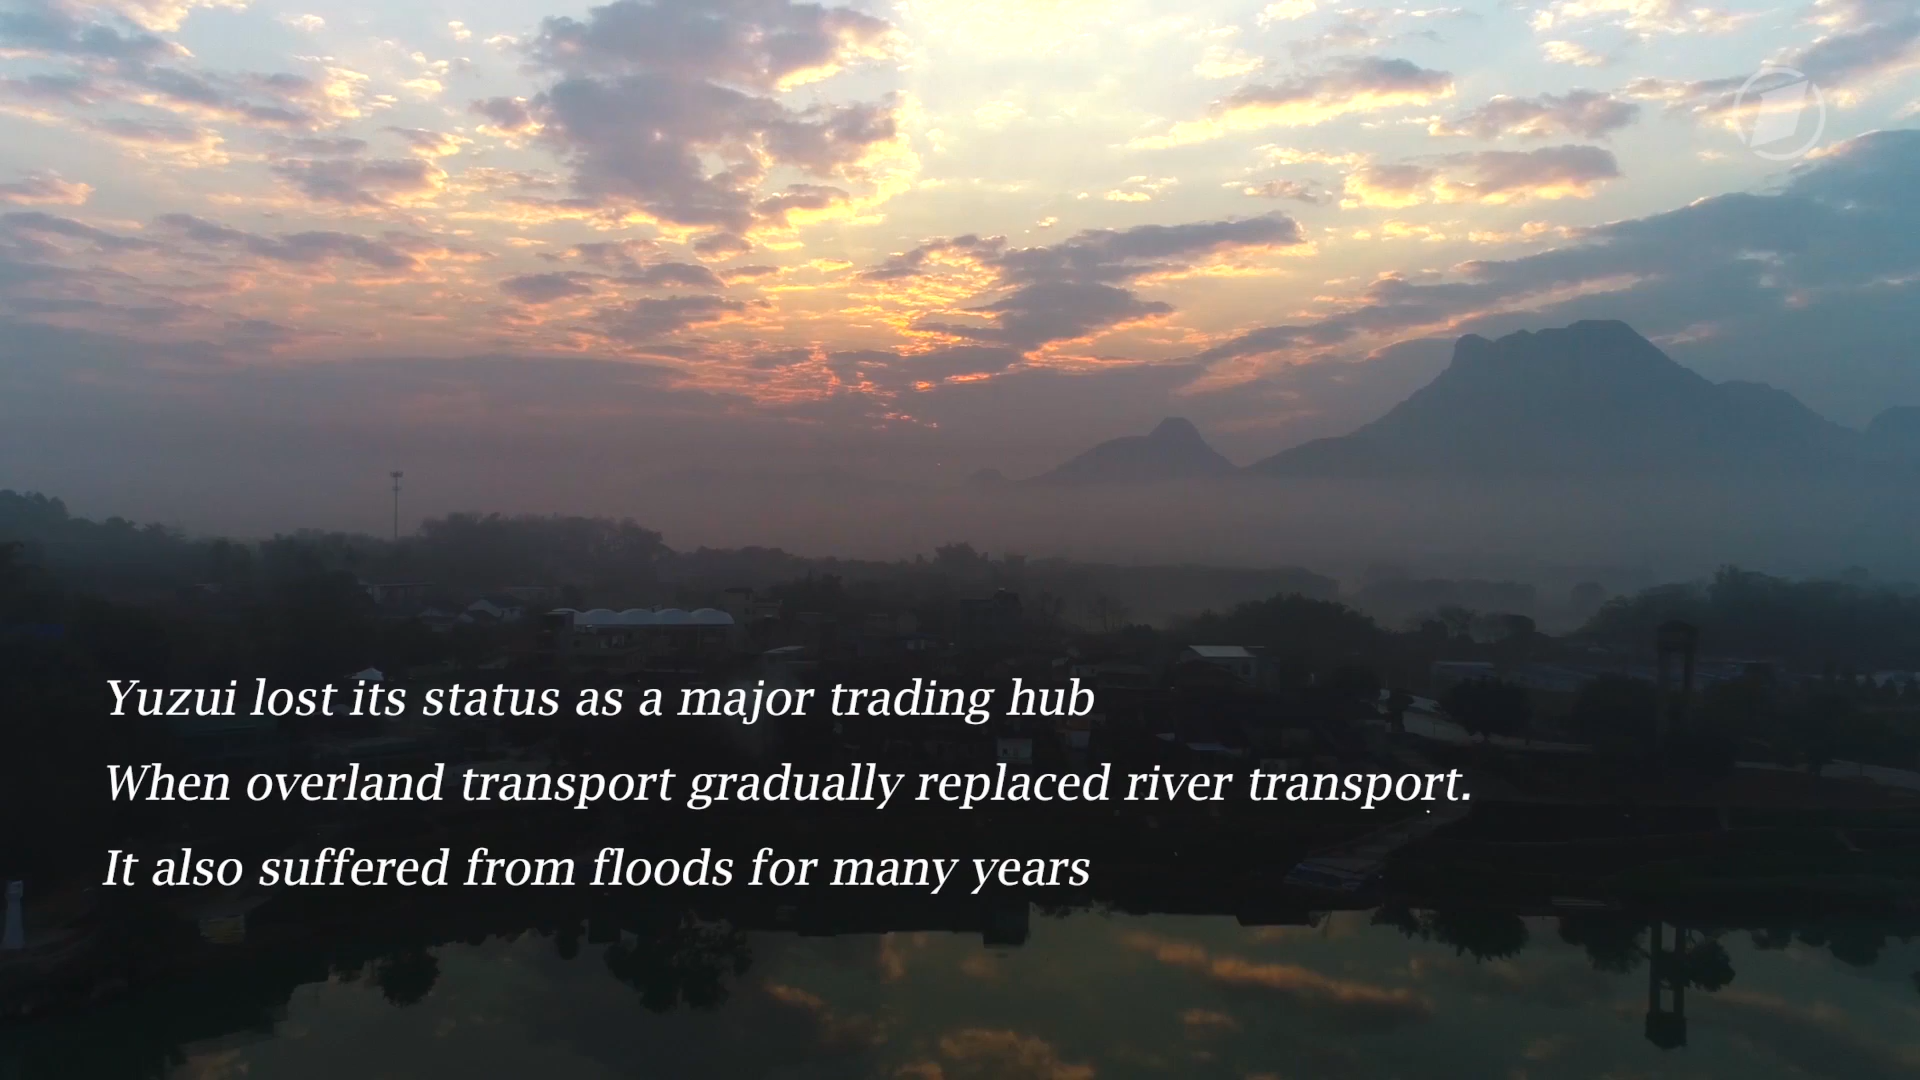 Yuzui lost its status as a major trading hub
When overland transport gradually replaced river transport.
It also suffered from floods for many years